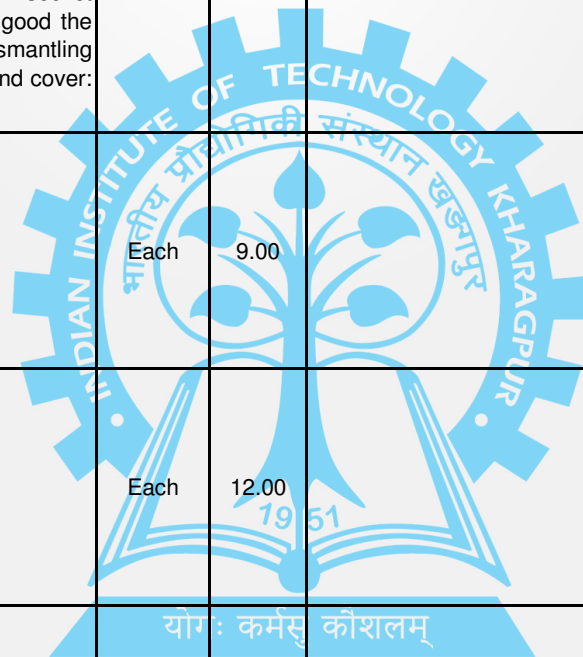 good the
smantling
nd cover:
INDIAN INSTITUTE OF TECHNOLOGY KHARAGPUR
भारतीय प्रौद्योगिकी संस्थान खड़गपुर
Each 9.00
Each 12.00
1951
योगः कर्मसु कौशलम्